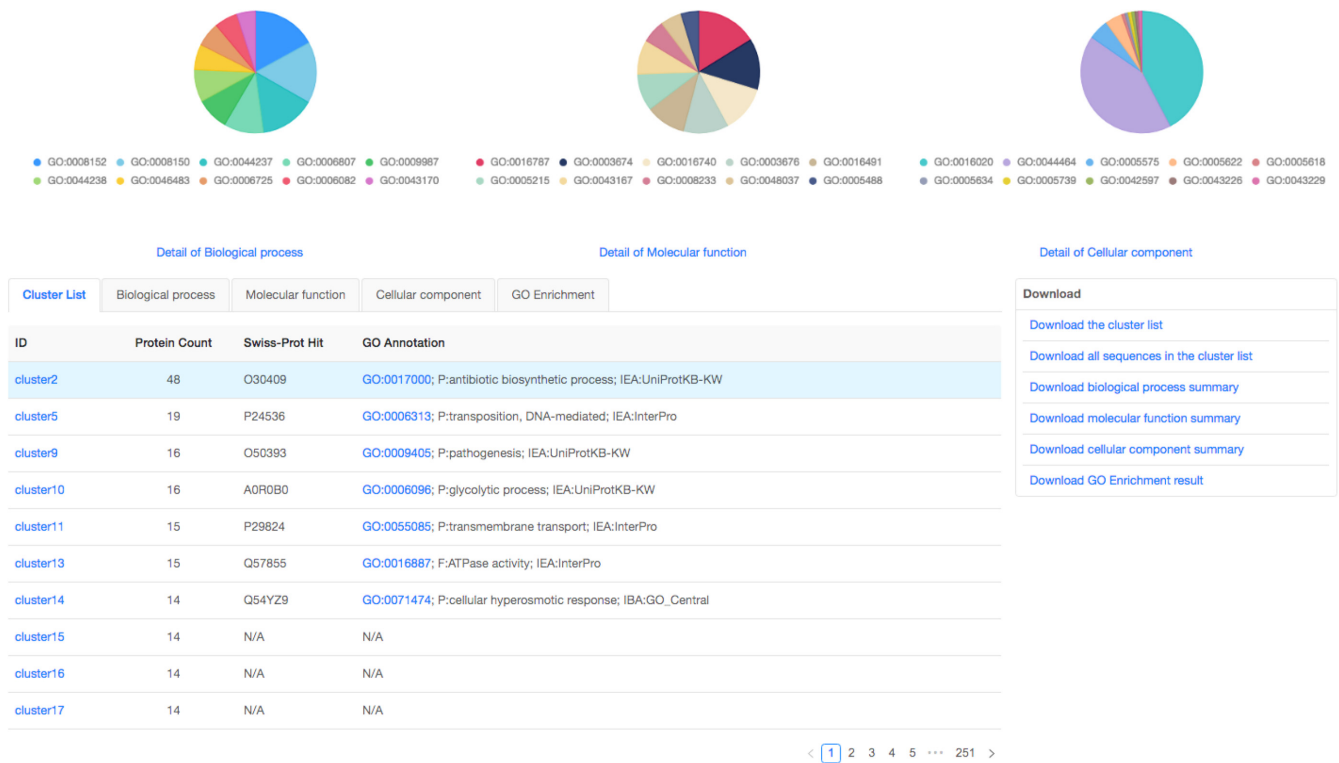 GO:0008152 GO:0008150 GO:0044237 GO:0006807 GO:0009987
GO:0044238 GO:0046483 GO:0006725 GO:0006082 GO:0043170
GO:0016787 GO:0003674 GO:0016740 GO:0003676 GO:0016491
GO:0005215 GO:0043167 GO:0008233 GO:0048037 GO:0005488
GO:0016020 GO:0044464 GO:0005575 GO:0005622 GO:0005618
GO:0005634 GO:0005739 GO:0042597 GO:0043226 GO:0043229
Detail of Biological process
Detail of Molecular function
Detail of Cellular component
Cluster List Biological process Molecular function Cellular component GO Enrichment
ID Protein Count Swiss-Prot Hit GO Annotation
cluster2 48 O30409 GO:0017000; P:antibiotic biosynthetic process; IEA:UniProtKB-KW
cluster5 19 P24536 GO:0006313; P:transposition, DNA-mediated; IEA:InterPro
cluster9 16 O50393 GO:0009405; P:pathogenesis; IEA:UniProtKB-KW
cluster10 16 A0R0B0 GO:0006096; P:glycolytic process; IEA:UniProtKB-KW
cluster11 15 P29824 GO:0055085; P:transmembrane transport; IEA:InterPro
cluster13 15 Q57855 GO:0016887; F:ATPase activity; IEA:InterPro
cluster14 14 Q54YZ9 GO:0071474; P:cellular hyperosmotic response; IBA:GO_Central
cluster15 14 N/A N/A
cluster16 14 N/A N/A
cluster17 14 N/A N/A
< 1 2 3 4 5 ••• 251 >
Download
Download the cluster list
Download all sequences in the cluster list
Download biological process summary
Download molecular function summary
Download cellular component summary
Download GO Enrichment result